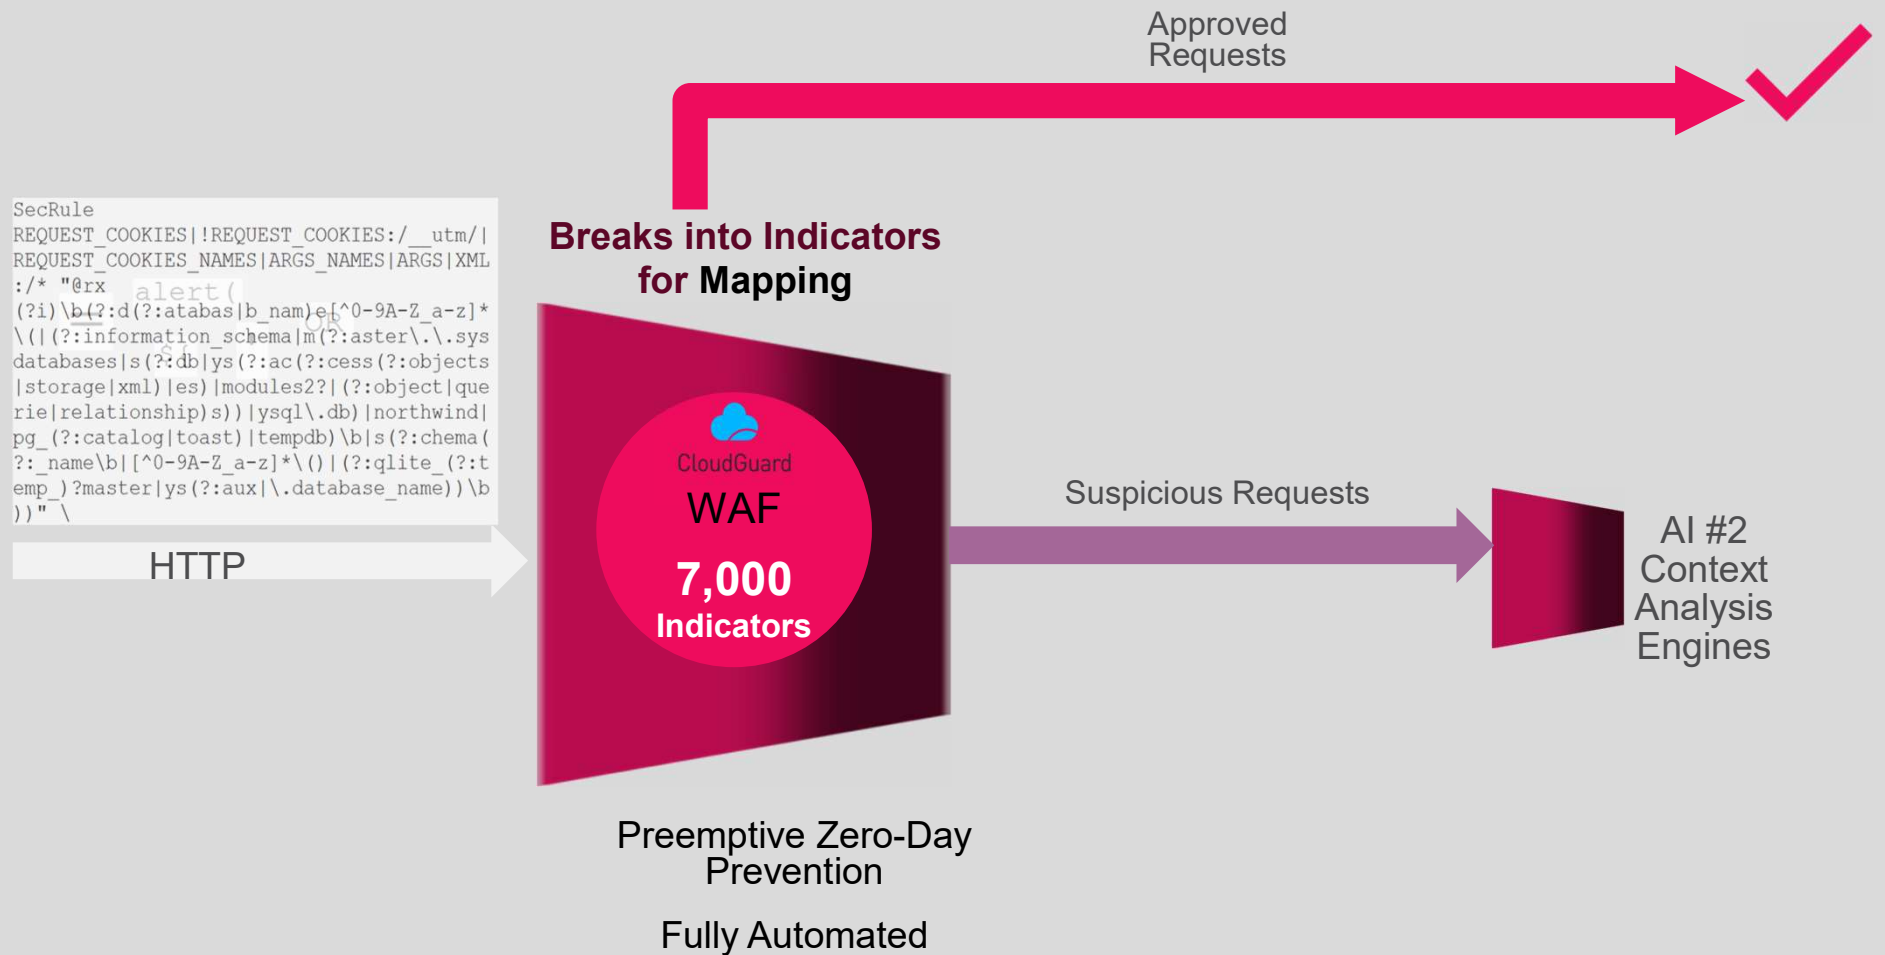 Approved
Requests
SecRule
REQUEST_COOKIES|!REQUEST_COOKIES:/__utm/|
REQUEST_COOKIES_NAMES|ARGS_NAMES|ARGS|XML
:/* "@rx
alert(
(?i)\b(?:d(?:atabas|b_nam)e[^0-9A-Z_a-z]*
OR
\(|(?:information_schema|m(?:aster\.\.sys
databases|s(?:db|ys(?:ac(?:cess(?:objects
|storage|xml)|es)|modules2?|(?:object|que
rie|relationship)s))|ysql\.db)|northwind|
pg_(?:catalog|toast)|tempdb)\b|s(?:chema(
?:_name\b|[^0-9A-Z_a-z]*\()|(?:qlite_(?:t
emp_)?master|ys(?:aux|\.database_name))\b
))" \
HTTP
Breaks into Indicators
for Mapping
CloudGuard
WAF
7,000
Indicators
Suspicious Requests
AI #2
Context
Analysis
Engines
Preemptive Zero-Day
Prevention
Fully Automated